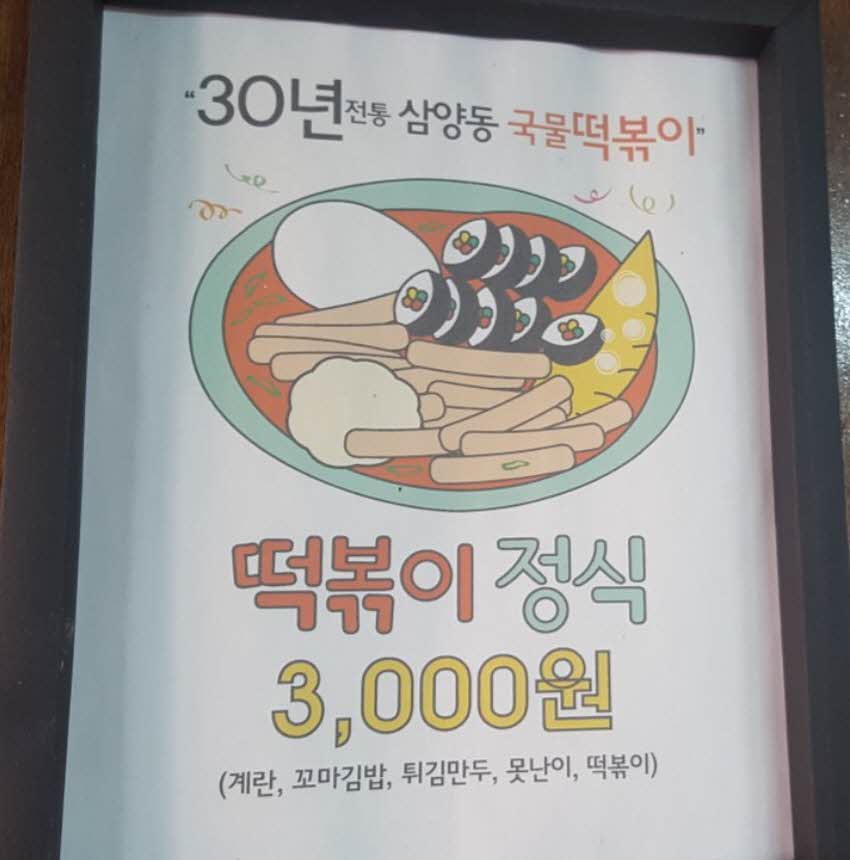 “30년전통 삼양동 국물떡볶이”
떡볶이 정식
3,000원
(계란, 꼬마김밥, 튀김만두, 못난이, 떡볶이)